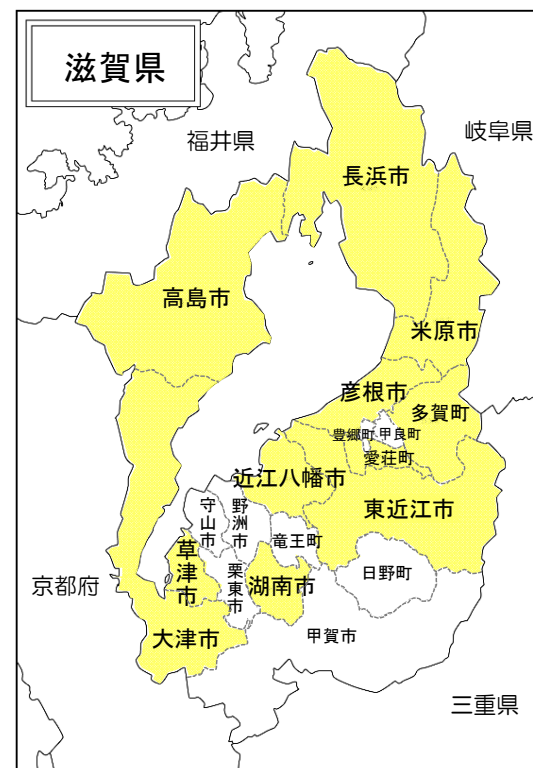 滋賀県
福井県
岐阜県
長浜市
高島市
米原市
彦根市
多賀町
豊郷町
甲良町
愛荘町
近江八幡市
東近江市
守山市
野洲市
竜王町
草津市
栗東市
湖南市
日野町
京都府
大津市
甲賀市
三重県